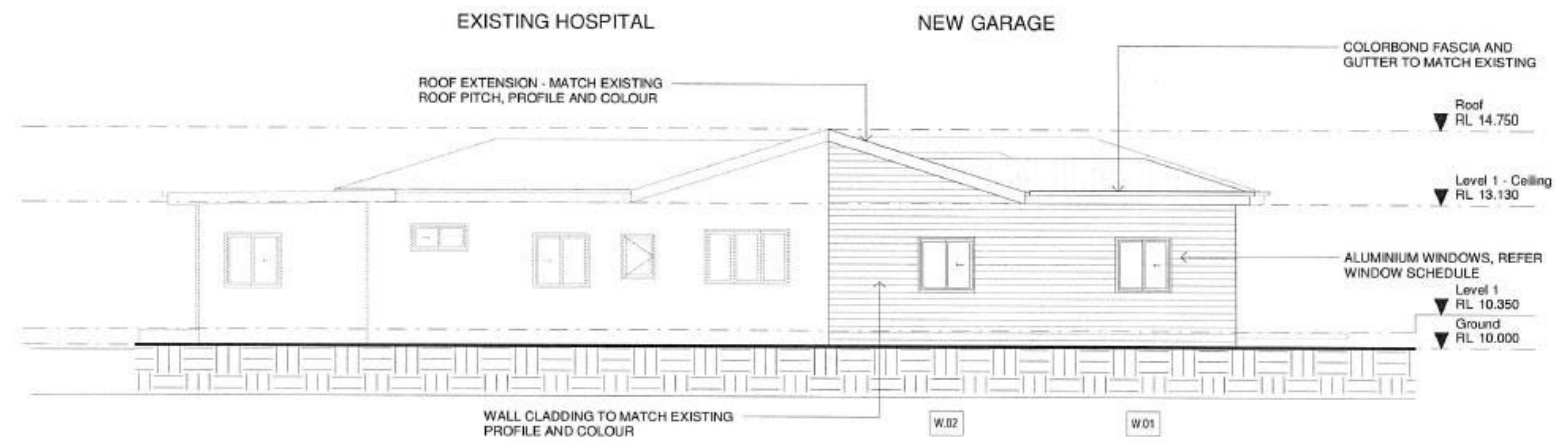 EXISTING HOSPITAL
NEW GARAGE
COLORBOND FASCIA AND
GUTTER TO MATCH EXISTING
ROOF EXTENSION - MATCH EXISTING
ROOF PITCH, PROFILE AND COLOUR
Roof
RL 14.750
Level 1 - Ceiling
RL 13.130
ALUMINIUM WINDOWS, REFER
WINDOW SCHEDULE
Level 1
RL 10.350
Ground
RL 10.000
WALL CLADDING TO MATCH EXISTING
PROFILE AND COLOUR
W.02
W.01